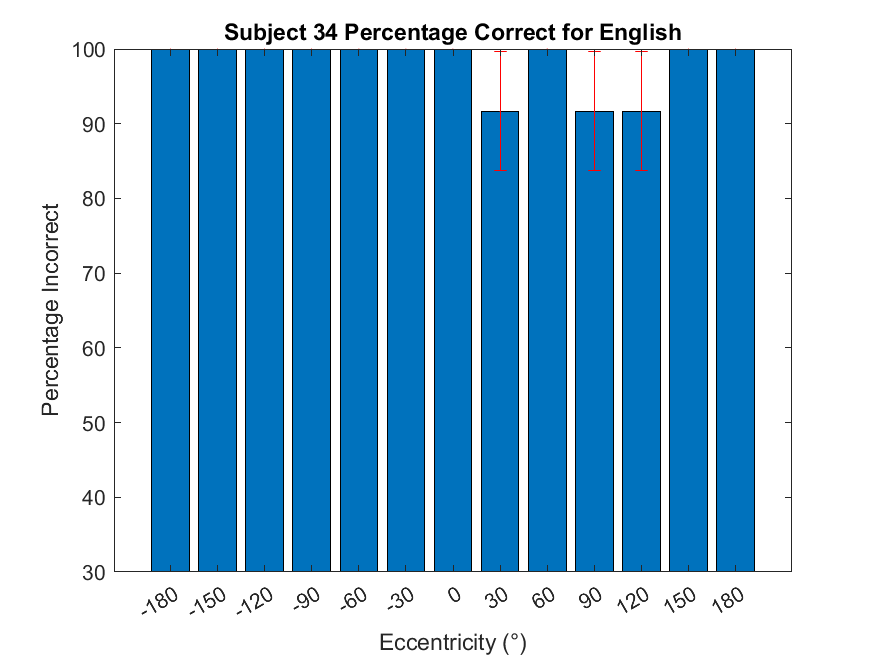 Subject 34 Percentage Correct for English
100
90
80
70
60
50
40
30
Percentage Incorrect
-180 -150 -120 -90 -60 -30 0 30 60 90 120 150 180
Eccentricity (°)